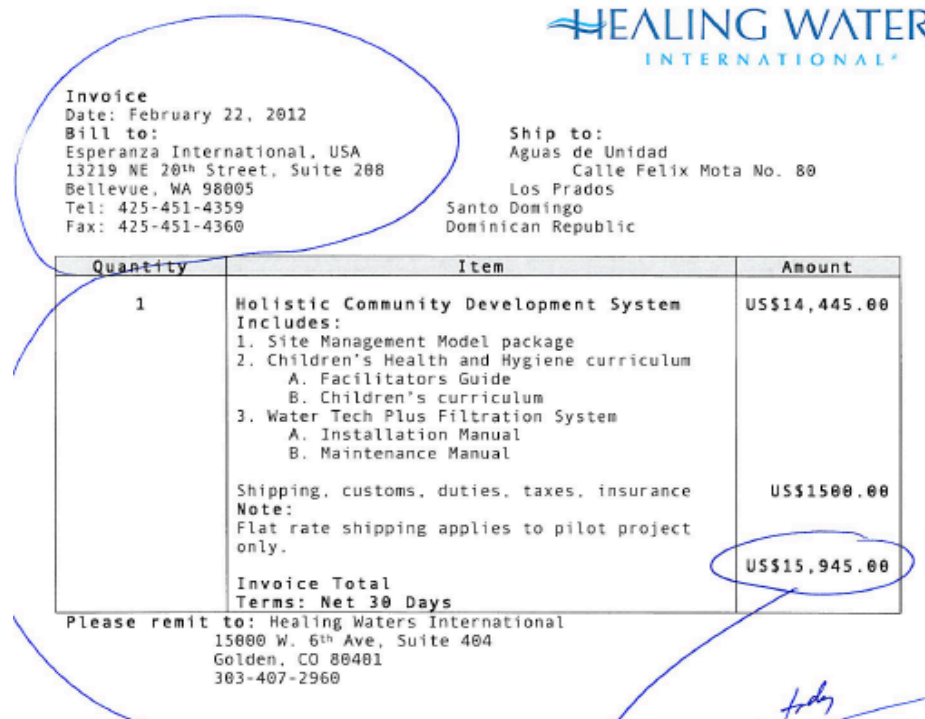 HEALING WATER
INTERNATIONAL
Invoice
Date: February 22, 2012
Bill to:
Esperanza International, USA
13219 NE 20th Street, Suite 208
Bellevue, WA 98005
Tel: 425-451-4359
Fax: 425-451-4360
Ship to:
Aguas de Unidad
Calle Felix Mota No. 80
Los Prados
Santo Domingo
Dominican Republic
Quantity Item Amount
1 Holistic Community Development System US$14,445.00
Includes:
1. Site Management Model package
2. Children's Health and Hygiene curriculum
A. Facilitators Guide
B. Children's curriculum
3. Water Tech Plus Filtration System
A. Installation Manual
B. Maintenance Manual
Shipping, customs, duties, taxes, insurance US$1500.00
Note:
Flat rate shipping applies to pilot project
only.
US$15,945.00
Invoice Total
Terms: Net 30 Days
Please remit to: Healing Waters International
15000 W. 6th Ave, Suite 404
Golden, CO 80401
303-407-2960
today